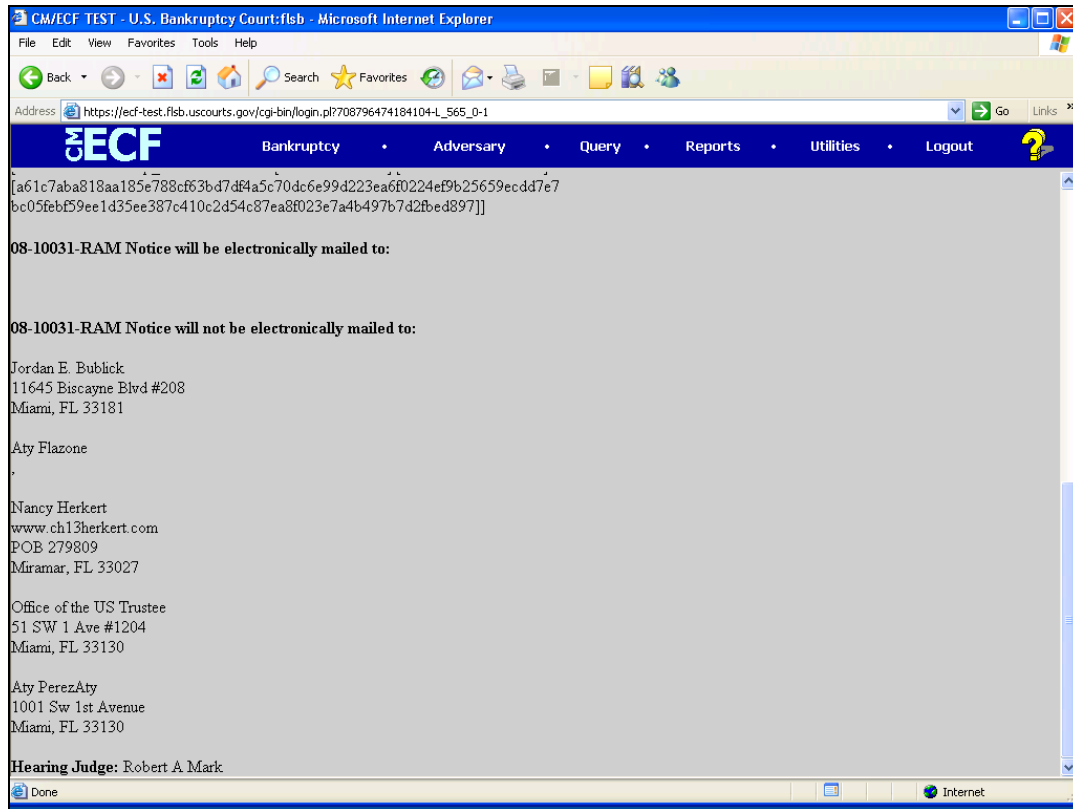 CM/ECF TEST - U.S. Bankruptcy Court:flsb - Microsoft Internet Explorer
File Edit View Favorites Tools Help
Back Search Favorites
Address https://ecf-test.flsb.uscourts.gov/cgi-bin/login.pl?708796474184104-L_565_0-1 Go Links »
CM/ECF Bankruptcy • Adversary • Query • Reports • Utilities • Logout ?
[a61c7aba818aa185e788cf63bd7df4a5c70dc6e99d223ea6f0224ef9b25659ecdd7e7
bc05febf59ee1d35ee387c410c2d54c87ea8f023e7a4b497b7d2fbed897]]
08-10031-RAM Notice will be electronically mailed to:
08-10031-RAM Notice will not be electronically mailed to:
Jordan E. Bublick
11645 Biscayne Blvd #208
Miami, FL 33181
Aty Flazone
,
Nancy Herkert
www.ch13herkert.com
POB 279809
Miramar, FL 33027
Office of the US Trustee
51 SW 1 Ave #1204
Miami, FL 33130
Aty PerezAty
1001 Sw 1st Avenue
Miami, FL 33130
Hearing Judge: Robert A Mark
Done Internet